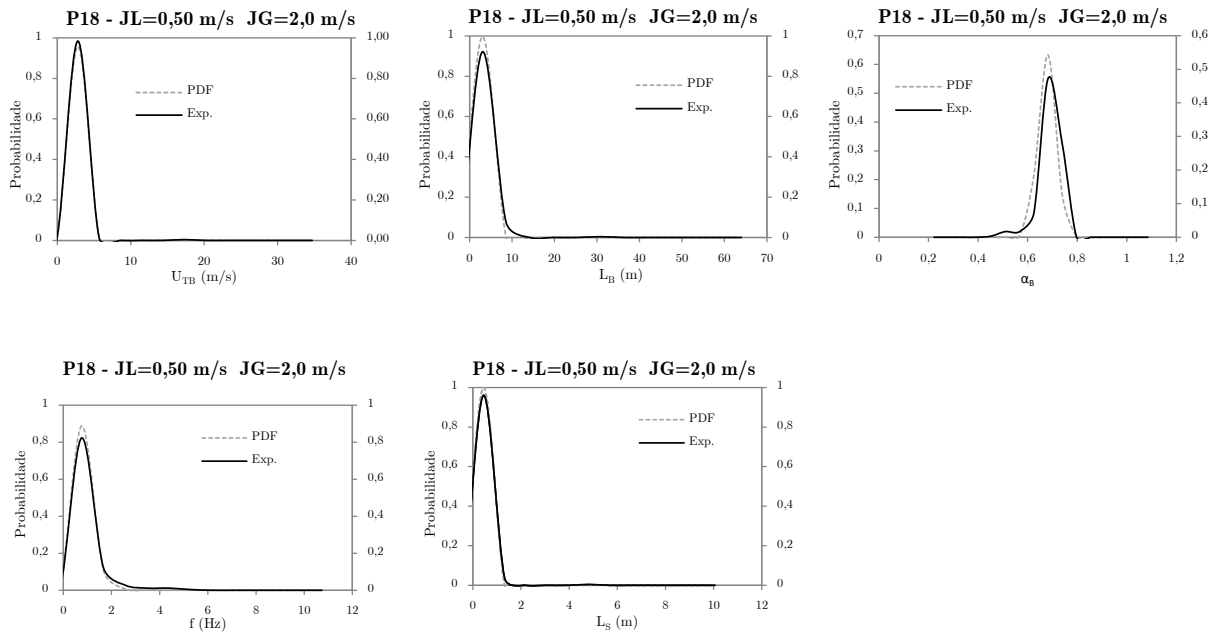 P18 - JL=0,50 m/s JG=2,0 m/s
1
0,8
0,6
0,4
0,2
0
Probabilidade
1,00
0,80
0,60
0,40
0,20
0,00
PDF
Exp.
0 10 20 30 40
U_TB (m/s)
P18 - JL=0,50 m/s JG=2,0 m/s
1
0,8
0,6
0,4
0,2
0
Probabilidade
1
0,8
0,6
0,4
0,2
0
PDF
Exp.
0 10 20 30 40 50 60 70
L_B (m)
P18 - JL=0,50 m/s JG=2,0 m/s
0,7
0,6
0,5
0,4
0,3
0,2
0,1
0
Probabilidade
0,6
0,5
0,4
0,3
0,2
0,1
0
PDF
Exp.
0 0,2 0,4 0,6 0,8 1 1,2
α_B
P18 - JL=0,50 m/s JG=2,0 m/s
1
0,8
0,6
0,4
0,2
0
Probabilidade
1
0,8
0,6
0,4
0,2
0
PDF
Exp.
0 2 4 6 8 10 12
f (Hz)
P18 - JL=0,50 m/s JG=2,0 m/s
1
0,8
0,6
0,4
0,2
0
Probabilidade
1
0,8
0,6
0,4
0,2
0
PDF
Exp.
0 2 4 6 8 10 12
L_S (m)